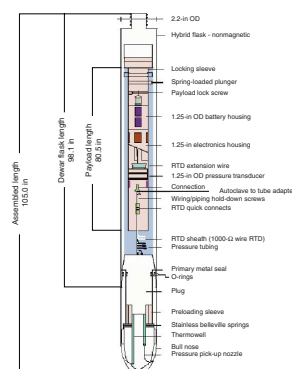 2.2-in OD
Hybrid flask - nonmagnetic
Locking sleeve
Spring-loaded plunger
Payload lock screw
1.25-in OD battery housing
1.25-in electronics housing
RTD extension wire
1.25-in OD pressure transducer
Connection
Autoclave to tube adapte
Wiring/piping hold-down screws
RTD quick connects
RTD sheath (1000-Ω wire RTD)
Pressure tubing
Primary metal seal
O-rings
Plug
Preloading sleeve
Stainless belleville springs
Thermowell
Bull nose
Pressure pick-up nozzle
Assembled length
105.0 in
Dewar flask length
98.1 in
Payload length
80.5 in